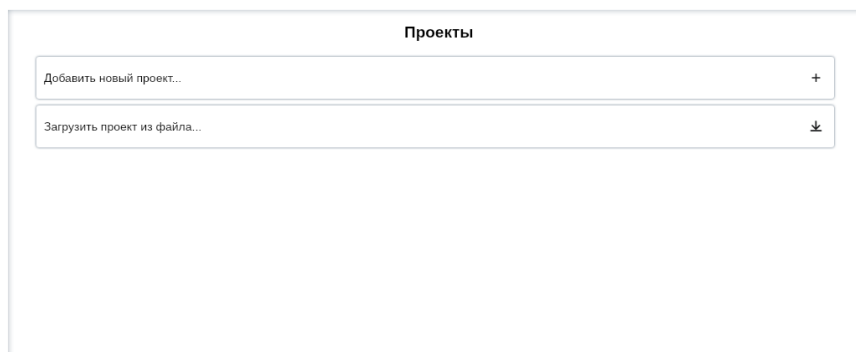 Проекты
Добавить новый проект...
Загрузить проект из файла...